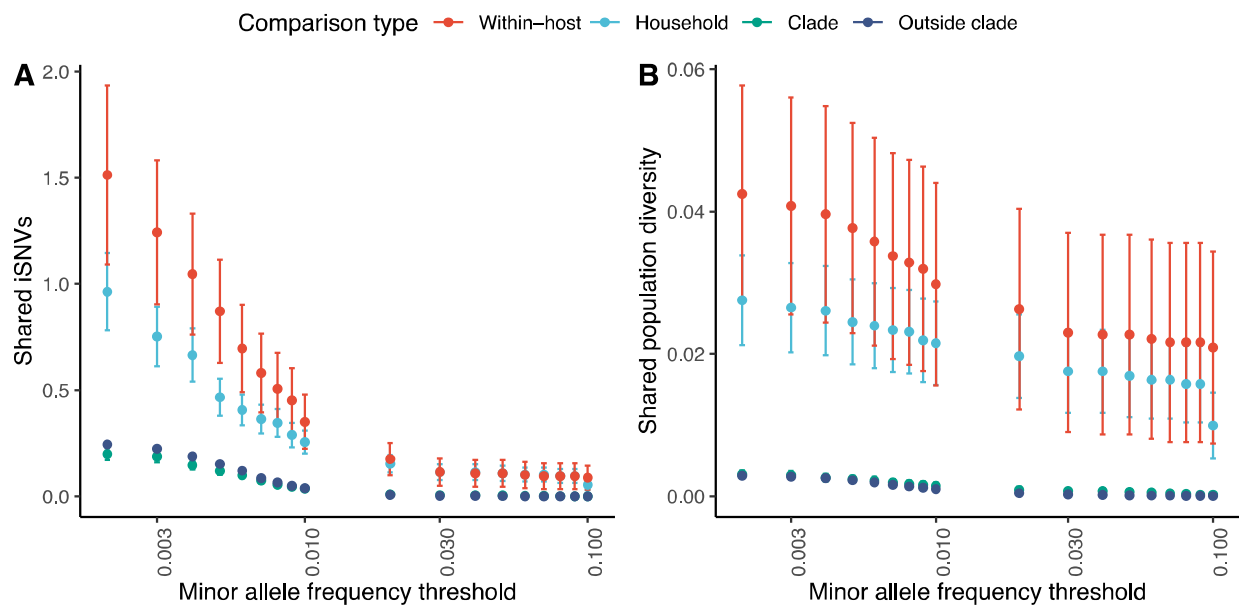 Comparison type Within−host Household Clade Outside clade
A
2.0
1.5
1.0
0.5
0.0
Shared iSNVs
0.003
0.010
0.030
0.100
Minor allele frequency threshold
B
0.06
0.04
0.02
0.00
Shared population diversity
0.003
0.010
0.030
0.100
Minor allele frequency threshold